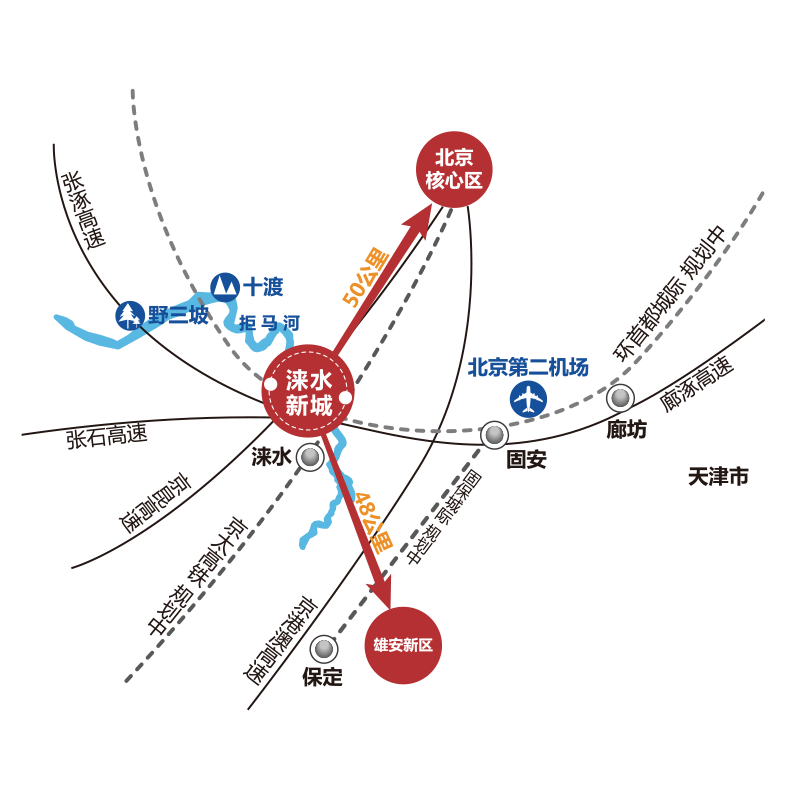 北京
核心区
张涿高速
50公里
十渡
野三坡
拒马河
环首都城际 规划中
北京第二机场
涞水
新城
廊涿高速
廊坊
张石高速
固安
涞水
天津市
京昆高速
48公里
固保城际 规划中
京太高铁 规划中
京港澳高速
雄安新区
保定